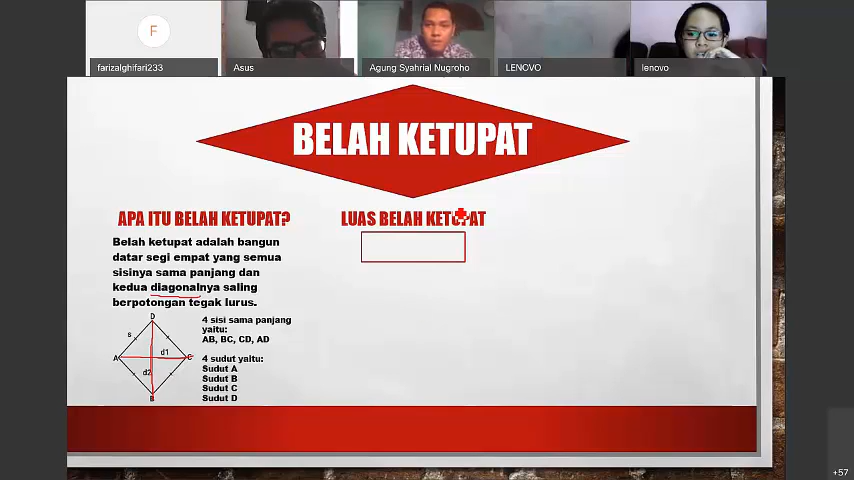 F
farizalghifari233
Asus
Agung Syahrial Nugroho
LENOVO
lenovo
BELAH KETUPAT
APA ITU BELAH KETUPAT?
Belah ketupat adalah bangun
datar segi empat yang semua
sisinya sama panjang dan
kedua diagonalnya saling
berpotongan tegak lurus.
D
s
A
d1
C
d2
B
4 sisi sama panjang
yaitu:
AB, BC, CD, AD
4 sudut yaitu:
Sudut A
Sudut B
Sudut C
Sudut D
LUAS BELAH KETUPAT
+57